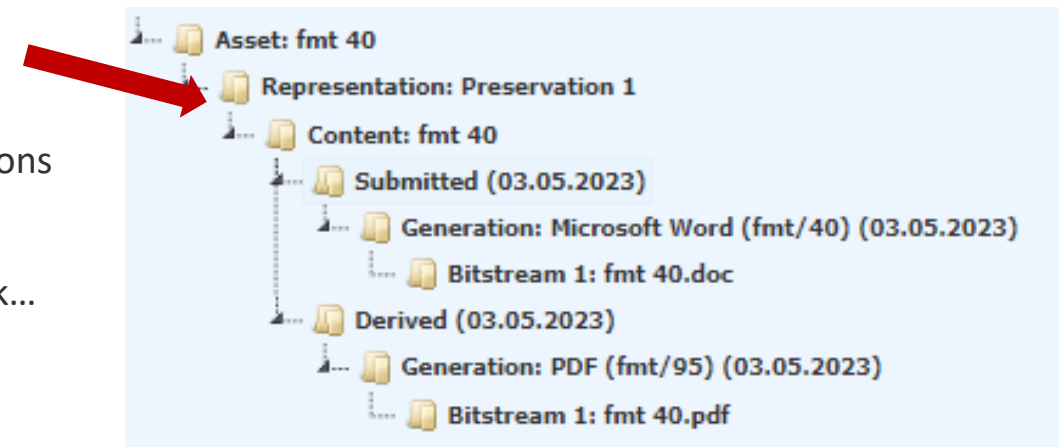 Asset: fmt 40
Representation: Preservation 1
Content: fmt 40
ons
Submitted (03.05.2023)
Generation: Microsoft Word (fmt/40) (03.05.2023)
Bitstream 1: fmt 40.doc
k...
Derived (03.05.2023)
Generation: PDF (fmt/95) (03.05.2023)
Bitstream 1: fmt 40.pdf